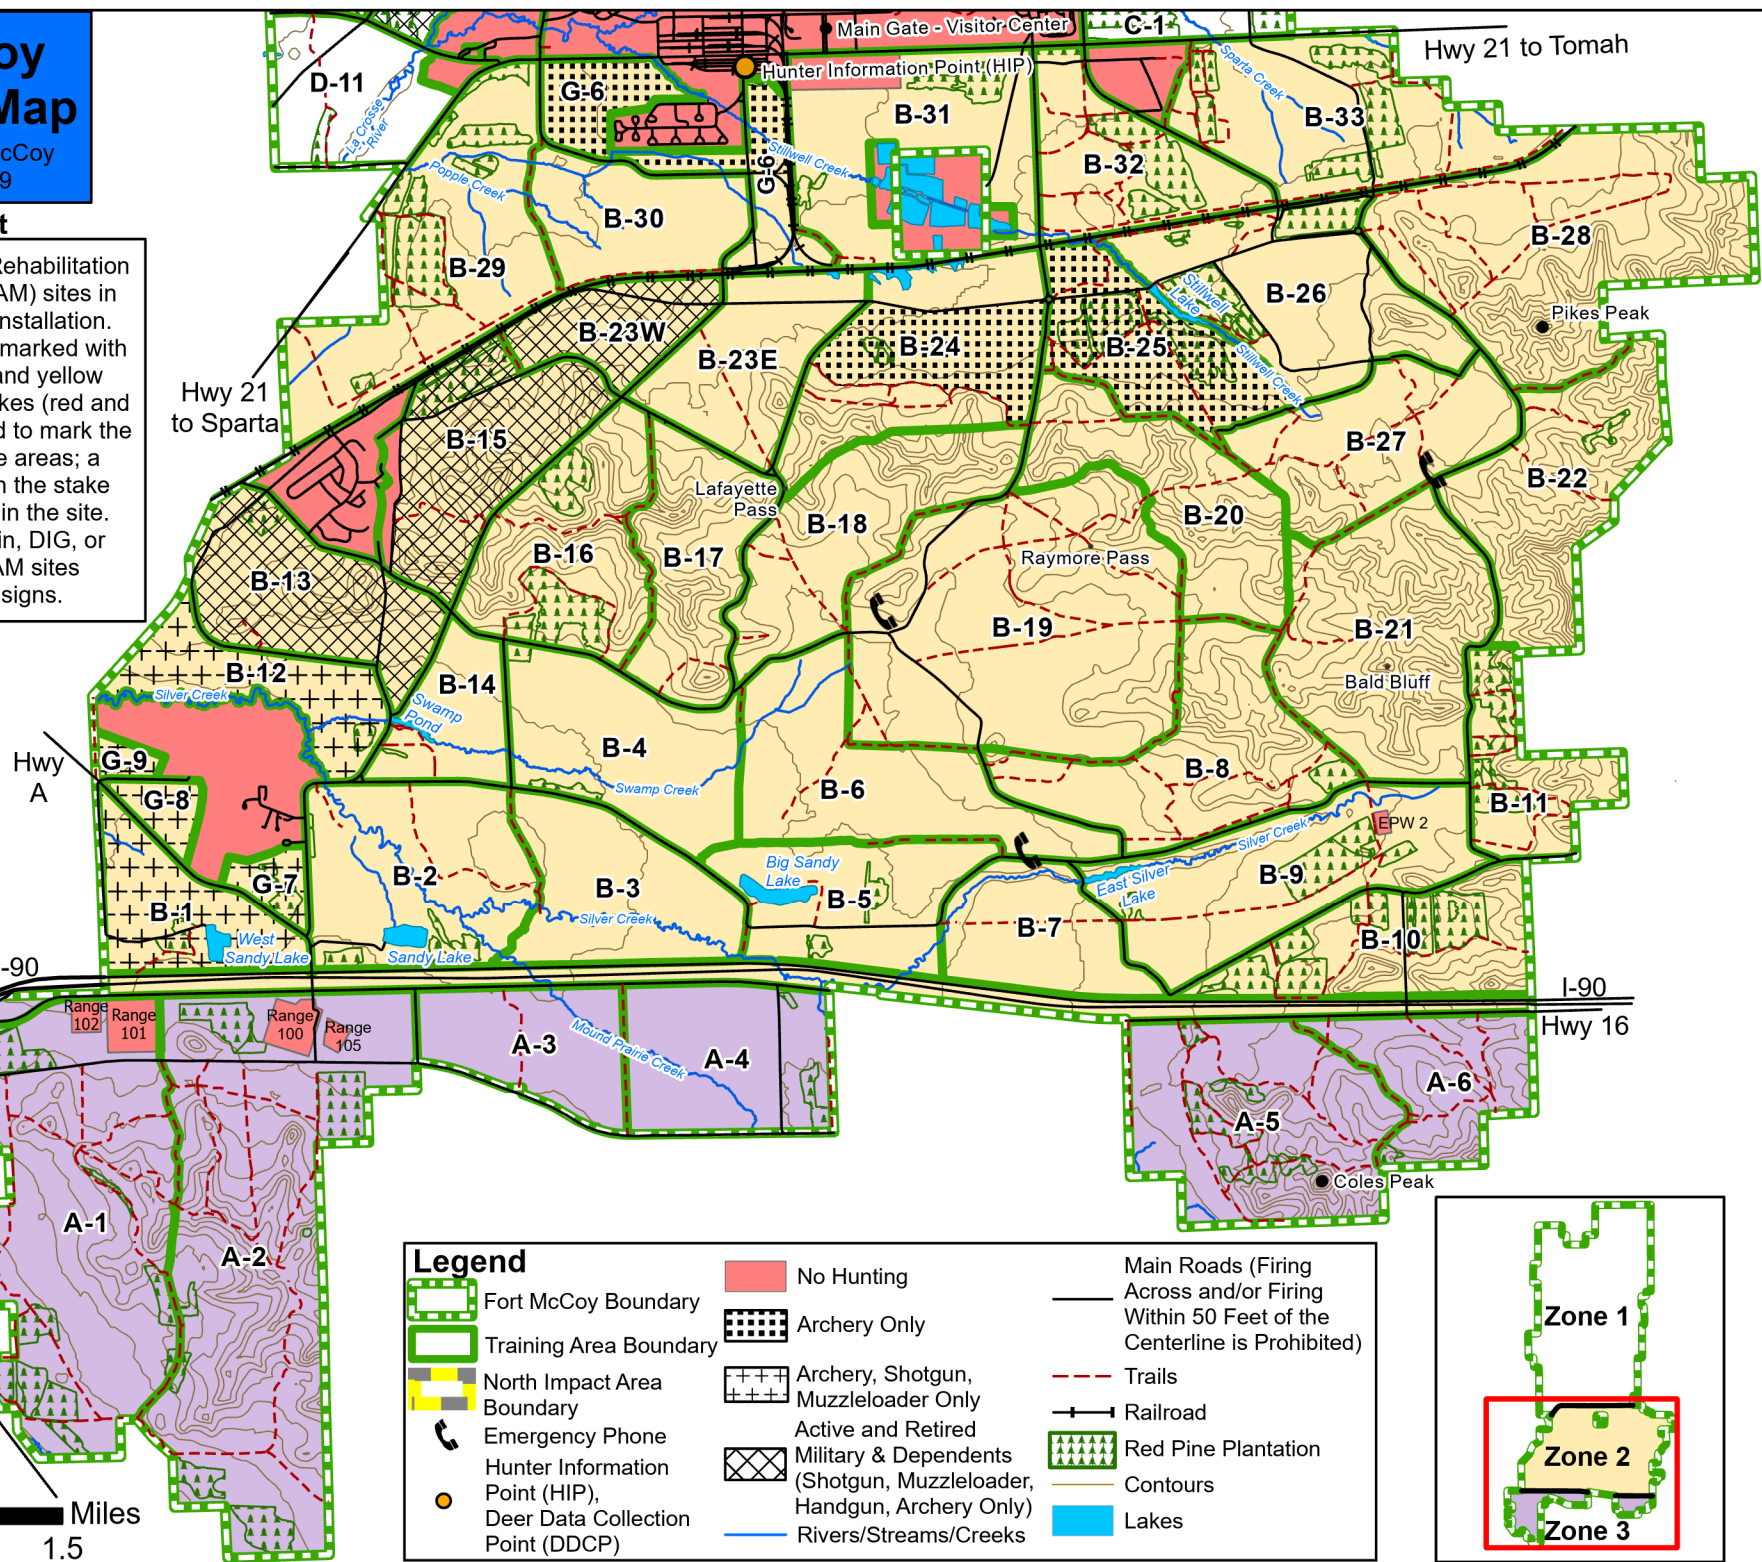 oy
Map
cCoy
9
t
Rehabilitation
AM) sites in
nstallation.
marked with
and yellow
kes (red and
d to mark the
e areas; a
n the stake
in the site.
in, DIG, or
AM sites
signs.
Main Gate - Visitor Center
C-1
Hwy 21 to Tomah
D-11
Hunter Information Point (HIP)
G-6
Sparta Creek
La Crosse
River
B-31
B-33
Stillwell Creek
G-6
B-32
Popple Creek
B-30
B-28
B-29
Stillwell
Lake
B-26
Pikes Peak
B-23W
B-23E
B-24
B-25
Stillwell Creek
Hwy 21
to Sparta
B-15
B-27
B-22
Lafayette
Pass
B-18
B-20
B-16
B-17
Raymore Pass
B-13
B-19
B-21
B-12
Bald Bluff
B-14
Silver Creek
Swamp
Pond
B-4
Hwy
A
G-9
B-8
Swamp Creek
B-6
G-8
B-11
EPW 2
Silver Creek
Big Sandy
Lake
B-2
G-7
B-3
B-5
East Silver
Lake
B-9
B-1
Silver Creek
B-7
B-10
West
Sandy Lake
Sandy Lake
-90
I-90
Range
102
Range
101
Range
100
Range
105
Hwy 16
A-3
Mound Prairie Creek
A-4
A-6
A-5
Coles Peak
A-1
A-2
Miles
1.5
Legend
Fort McCoy Boundary
Training Area Boundary
North Impact Area
Boundary
Emergency Phone
Hunter Information
Point (HIP),
Deer Data Collection
Point (DDCP)
No Hunting
Archery Only
Archery, Shotgun,
Muzzleloader Only
Active and Retired
Military & Dependents
(Shotgun, Muzzleloader,
Handgun, Archery Only)
Rivers/Streams/Creeks
Main Roads (Firing
Across and/or Firing
Within 50 Feet of the
Centerline is Prohibited)
Trails
Railroad
Red Pine Plantation
Contours
Lakes
Zone 1
Zone 2
Zone 3